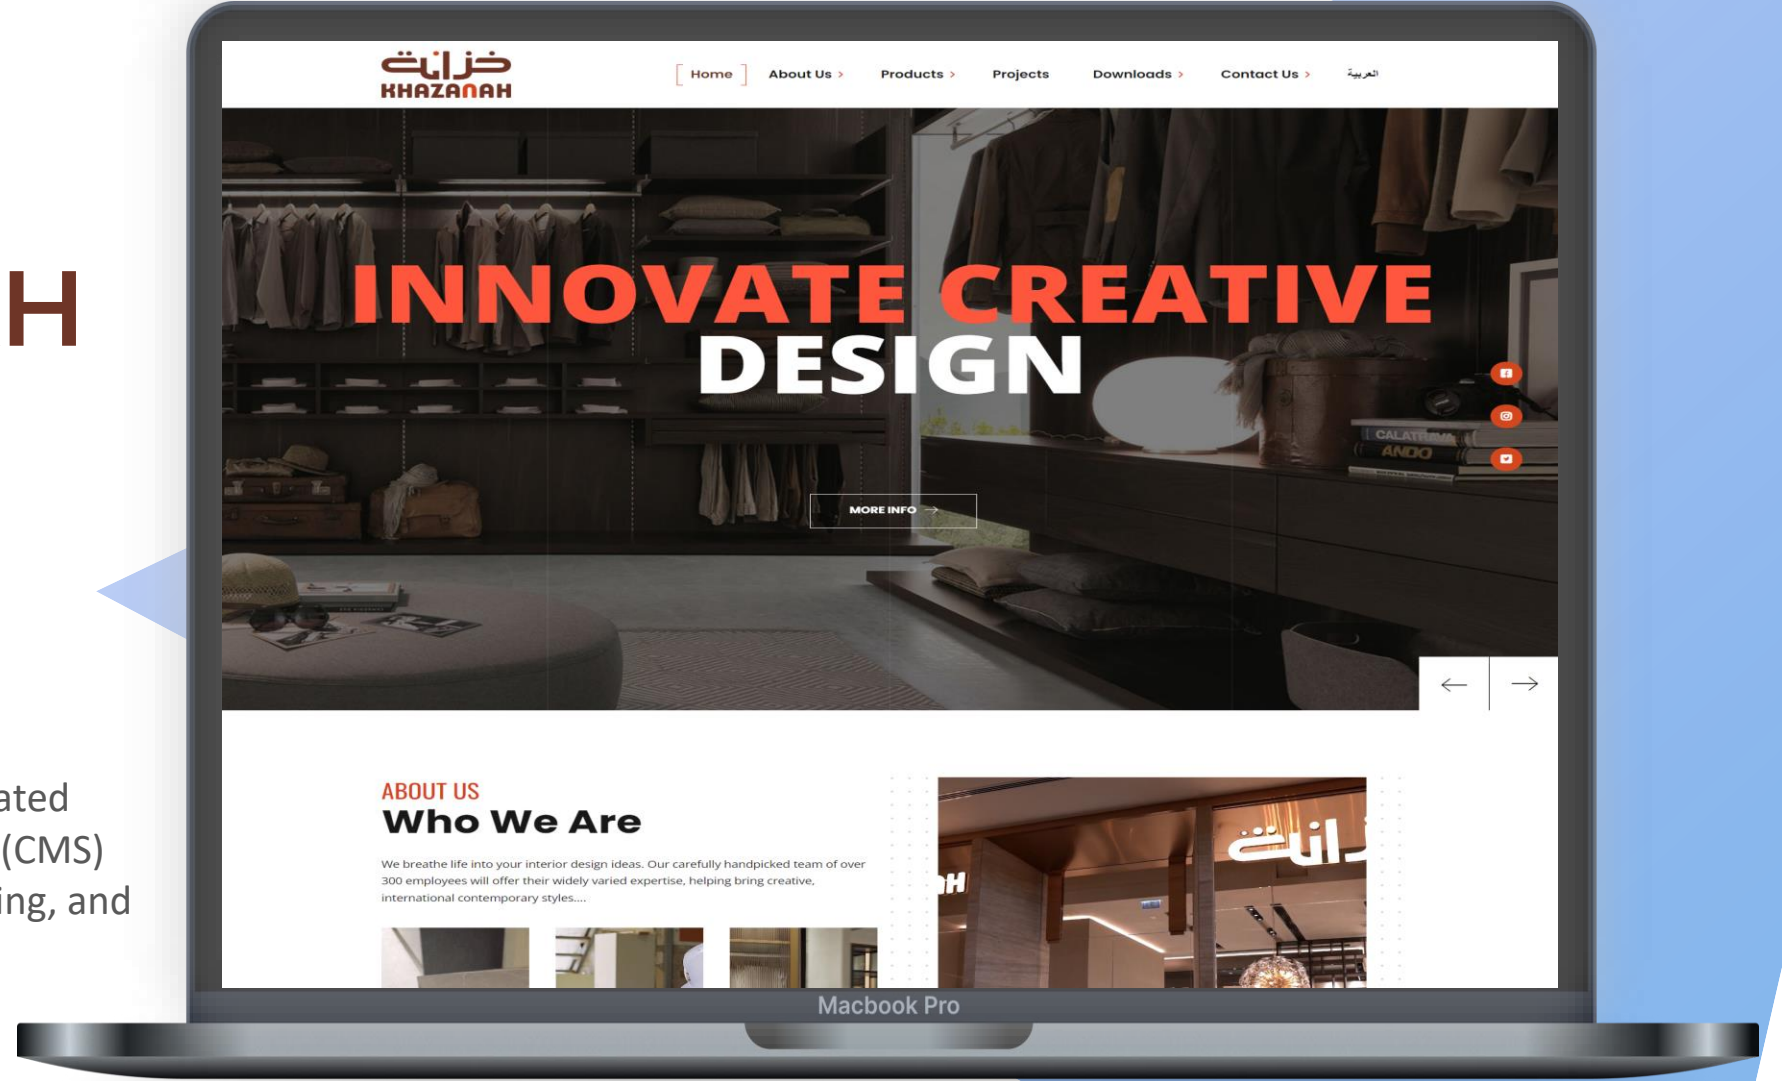 خزانة
KHAZANAH
Home
About Us >
Products >
Projects
Downloads >
Contact Us >
العربية
INNOVATE CREATIVE
DESIGN
CALATRAVA
ANDO
MORE INFO →
H
ABOUT US
Who We Are
We breathe life into your interior design ideas. Our carefully handpicked team of over
300 employees will offer their widely varied expertise, helping bring creative,
international contemporary styles....
ated
(CMS)
ing, and
زانة
aH
Macbook Pro